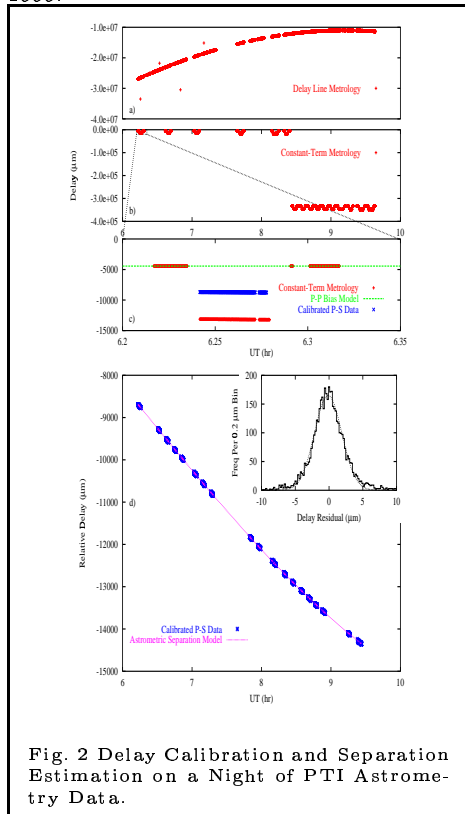 -1.0e+07
-2.0e+07
-3.0e+07
-4.0e+07
a)
Delay Line Metrology
0.0e+00
-1.0e+05
-2.0e+05
-3.0e+05
-4.0e+05
b)
Constant-Term Metrology
Delay (μm)
6 7 8 9 10
0
-5000
-10000
-15000
c)
Constant-Term Metrology
P-P Bias Model
Calibrated P-S Data
6.2 6.25 6.3 6.35
UT (hr)
-8000
-9000
-10000
-11000
-12000
-13000
-14000
-15000
Relative Delay (μm)
d)
200
150
100
50
0
Freq Per 0.2 μm Bin
-10 -5 0 5 10
Delay Residual (μm)
Calibrated P-S Data
Astrometric Separation Model
6 7 8 9 10
UT (hr)
Fig. 2 Delay Calibration and Separation
Estimation on a Night of PTI Astrome-
try Data.